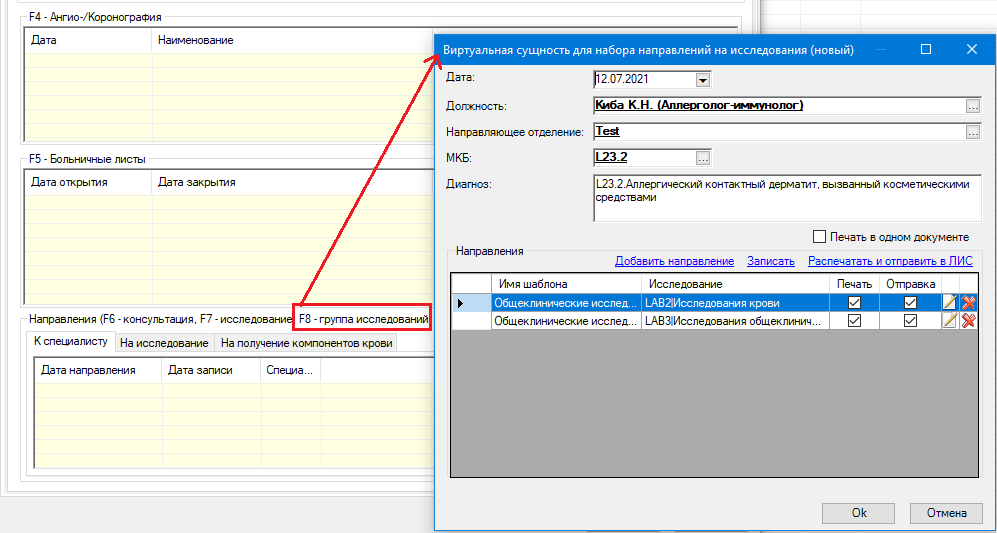 F4 - Ангио-/Коронография
Дата Наименование
F5 - Больничные листы
Дата открытия Дата закрытия
Направления (F6 - консультация, F7 - исследование F8 - группа исследований)
К специалисту На исследование На получение компонентов крови
Дата направления Дата записи Специа...
Виртуальная сущность для набора направлений на исследования (новый)
Дата: 12.07.2021
Должность: Киба К.Н. (Аллерголог-иммунолог) ...
Направляющее отделение: Test ...
МКБ: L23.2 ...
Диагноз: L23.2.Аллергический контактный дерматит, вызванный косметическими
средствами
Печать в одном документе
Направления
Добавить направление Записать Распечатать и отправить в ЛИС
Имя шаблона Исследование Печать Отправка
Общеклинические исслед... LAB2|Исследования крови
Общеклинические исслед... LAB3|Исследования общеклинич...
Ok Отмена